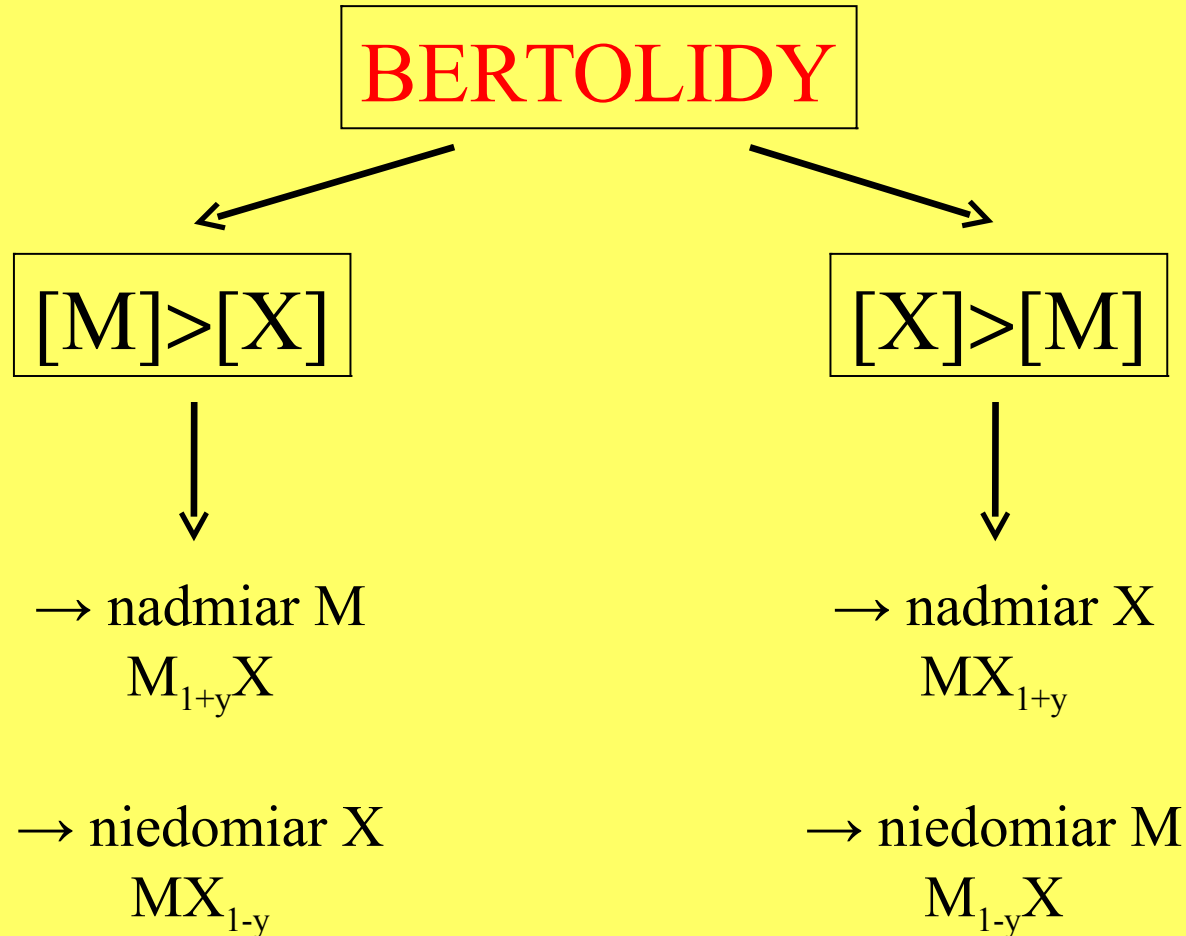 BERTOLIDY
[M]>[X]
→ nadmiar M
M₁₊yX
→ niedomiar X
MX₁₋y
[X]>[M]
→ nadmiar X
MX₁₊y
→ niedomiar M
M₁₋yX